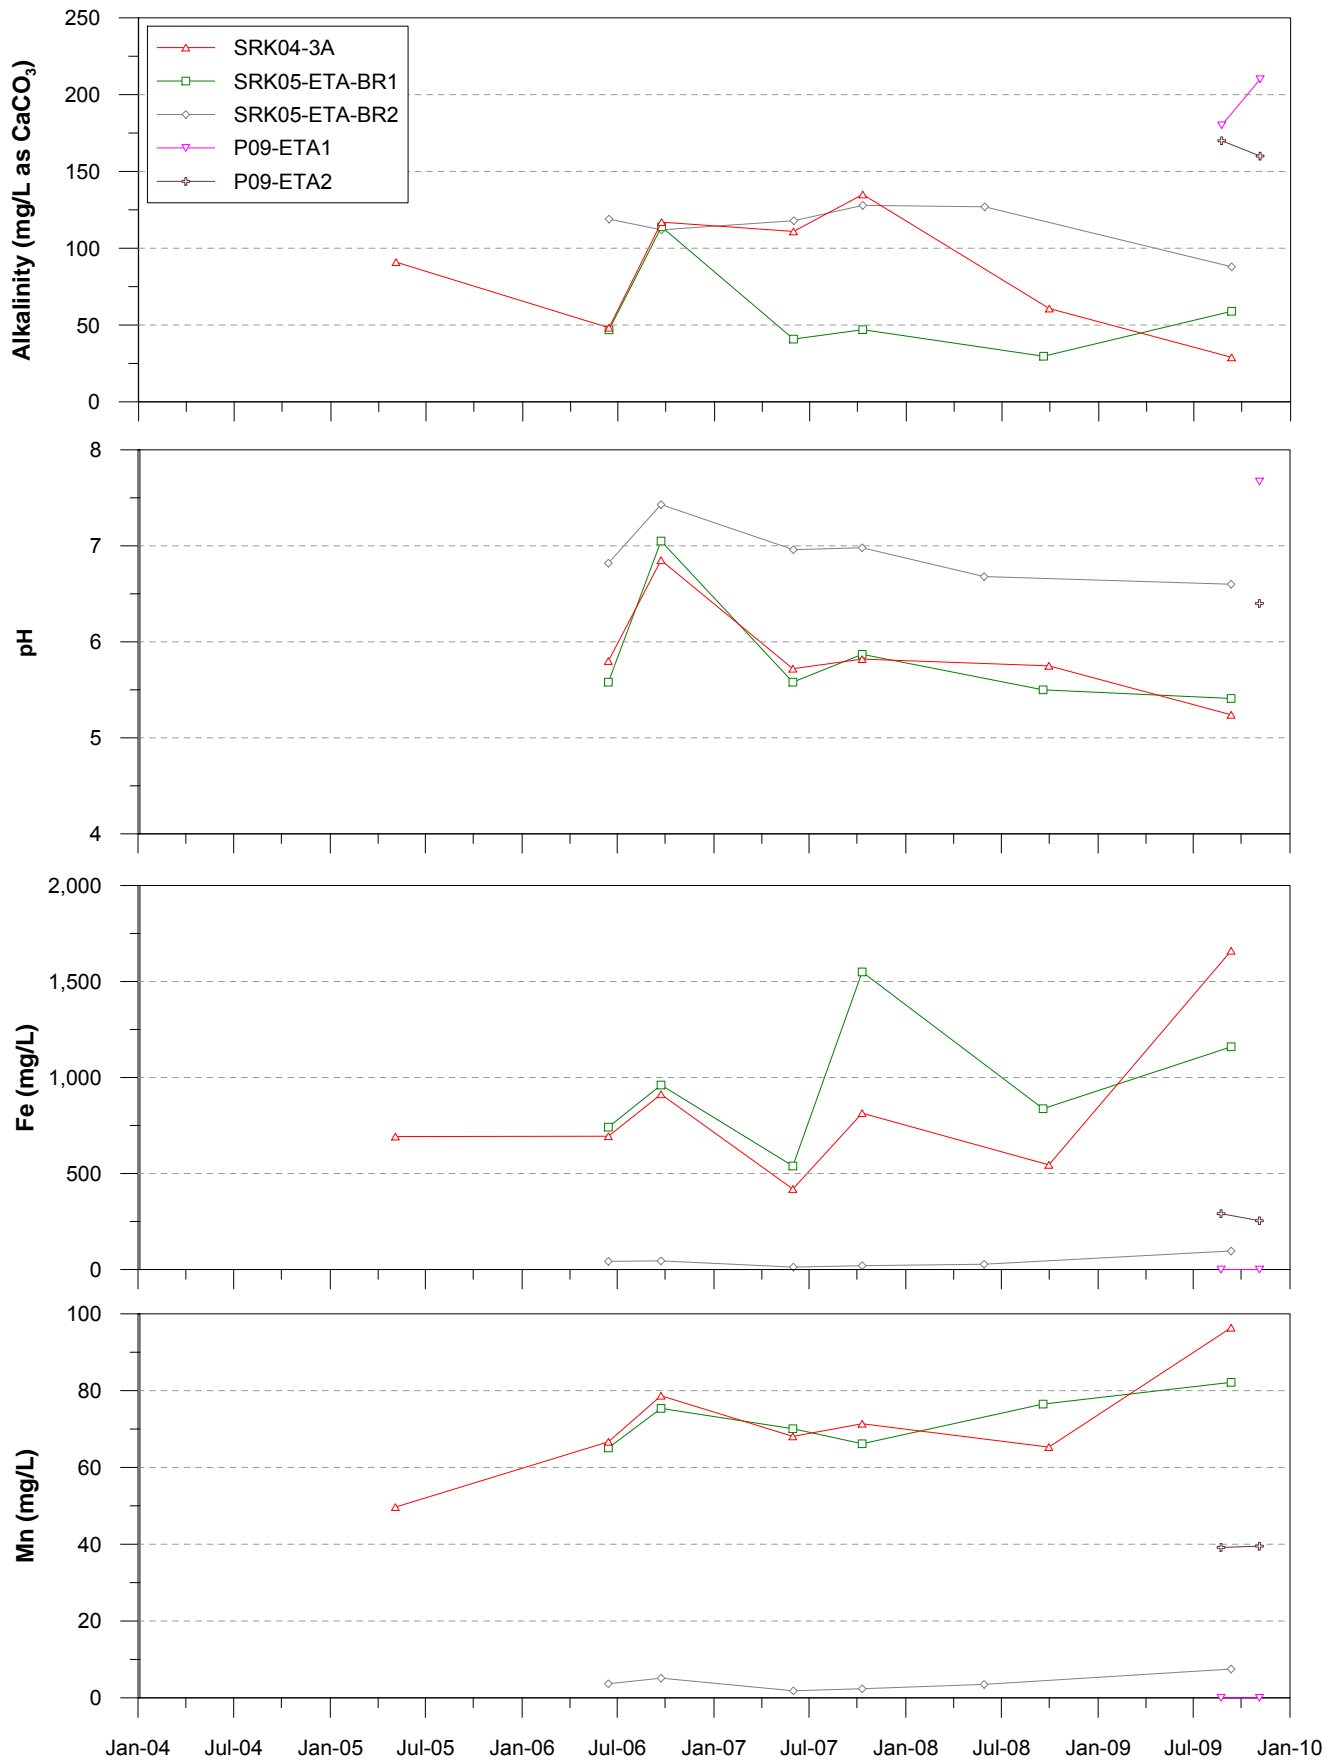 250
200
150
100
50
0
Alkalinity (mg/L as CaCO₃)
SRK04-3A
SRK05-ETA-BR1
SRK05-ETA-BR2
P09-ETA1
P09-ETA2
8
7
6
5
4
pH
2,000
1,500
1,000
500
0
Fe (mg/L)
100
80
60
40
20
0
Mn (mg/L)
Jan-04 Jul-04 Jan-05 Jul-05 Jan-06 Jul-06 Jan-07 Jul-07 Jan-08 Jul-08 Jan-09 Jul-09 Jan-10